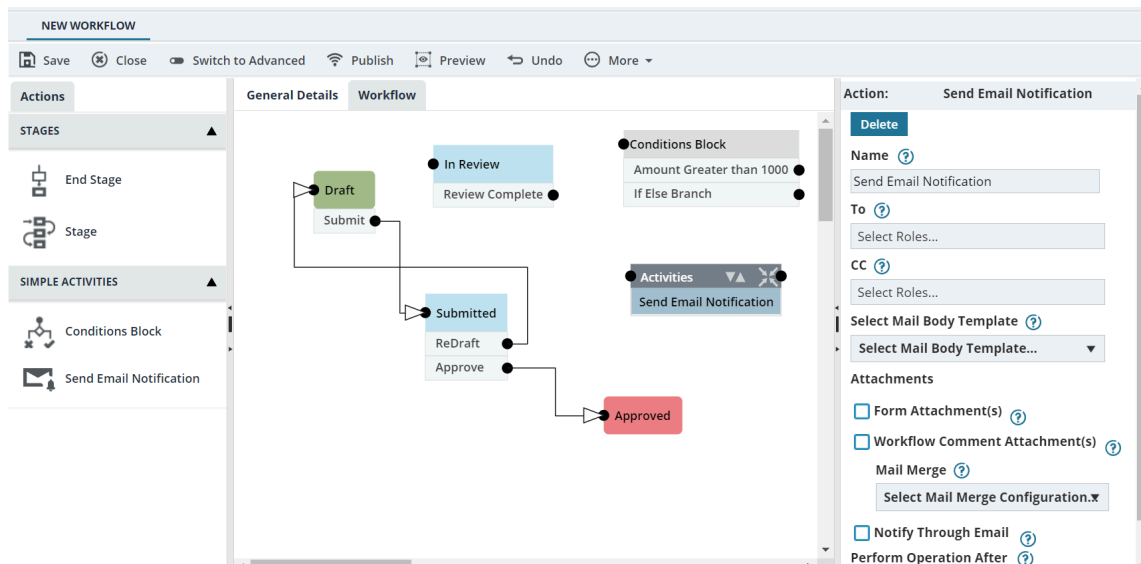 NEW WORKFLOW
Save Close Switch to Advanced Publish Preview Undo More
Actions
STAGES
End Stage
Stage
SIMPLE ACTIVITIES
Conditions Block
Send Email Notification
General Details Workflow
Draft
Submit
In Review
Review Complete
Conditions Block
Amount Greater than 1000
If Else Branch
Activities
Send Email Notification
Submitted
ReDraft
Approve
Approved
Action: Send Email Notification
Delete
Name ?
Send Email Notification
To ?
Select Roles...
CC ?
Select Roles...
Select Mail Body Template ?
Select Mail Body Template...
Attachments
Form Attachment(s) ?
Workflow Comment Attachment(s) ?
Mail Merge ?
Select Mail Merge Configuration..
Notify Through Email ?
Perform Operation After ?